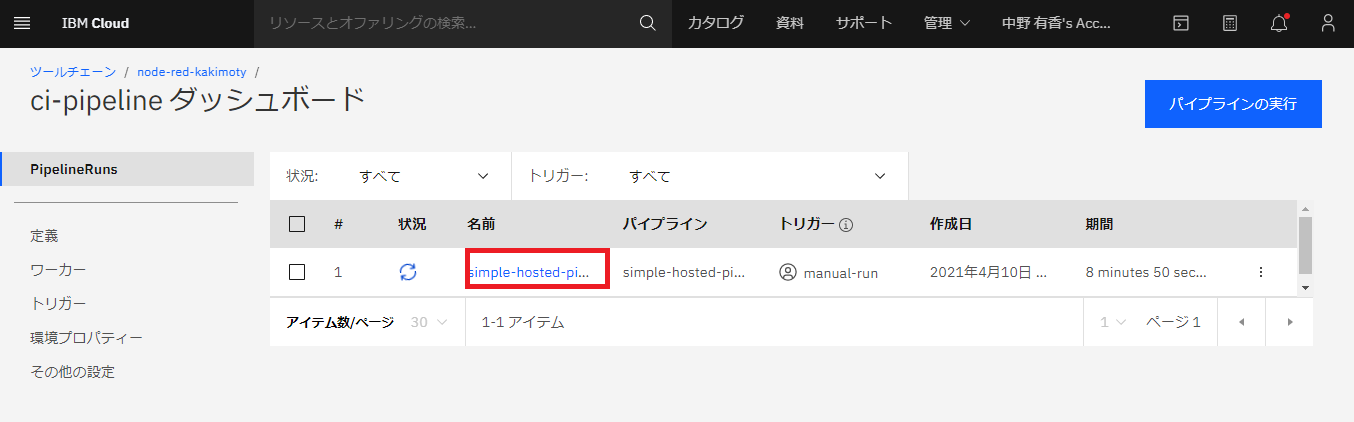 IBM Cloud リソースとオファリングの検索... カタログ 資料 サポート 管理 中野 有香's Acc...
ツールチェーン / node-red-kakimoty /
ci-pipeline ダッシュボード
パイプラインの実行
PipelineRuns
定義
ワーカー
トリガー
環境プロパティー
その他の設定
状況: すべて トリガー: すべて
# 状況 名前 パイプライン トリガー 作成日 期間
1 simple-hosted-pi... simple-hosted-pi... manual-run 2021年4月10日 ... 8 minutes 50 sec...
アイテム数/ページ 30 1-1 アイテム 1 ページ 1